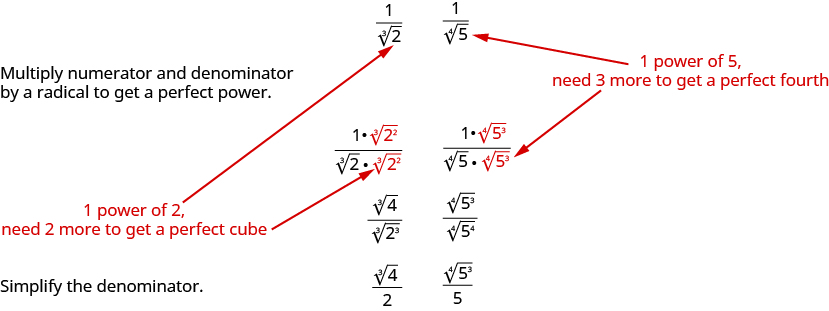 1/∛2 1/∜5
1 power of 5,
need 3 more to get a perfect fourth
Multiply numerator and denominator
by a radical to get a perfect power.
1•∛2² / ∛2 • ∛2² 1•∜5³ / ∜5 • ∜5³
1 power of 2,
need 2 more to get a perfect cube
∛4/∛2³ ∜5³/∜5⁴
Simplify the denominator.
∛4/2 ∜5³/5